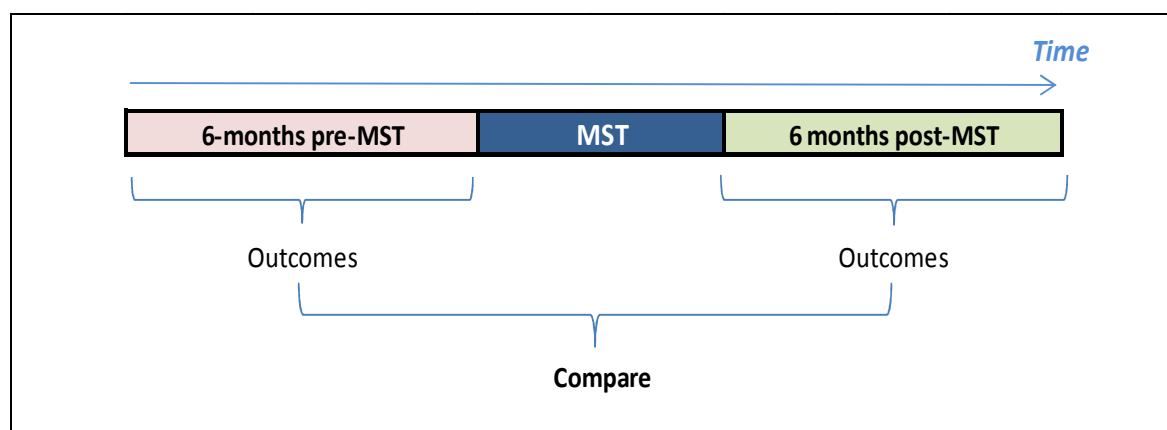 Time
6-months pre-MST MST 6 months post-MST
Outcomes Outcomes
Compare